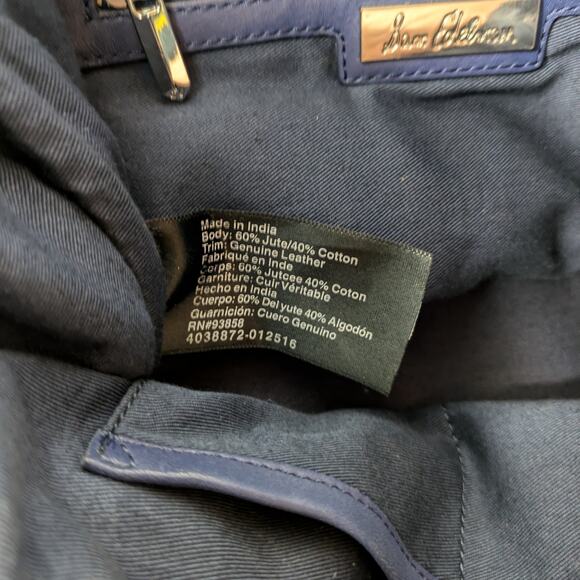 Sam Edelman
Made in India
Body: 60% Jute/40% Cotton
Trim: Genuine Leather
Fabriqué en Inde
Corps: 60% Jutcee 40% Coton
Garniture: Cuir Véritable
Hecho en India
Cuerpo: 60% Del yute 40% Algodón
Guarnición: Cuero Genuino
RN#93858
4038872-012516